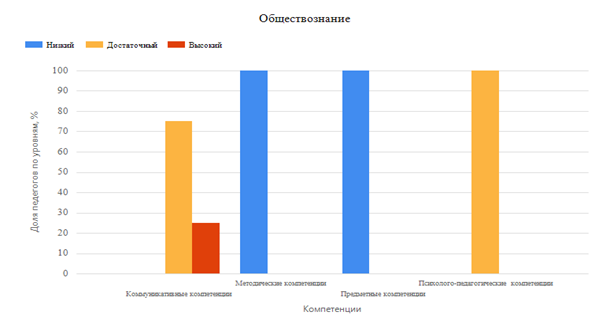 Обществознание
Низкий Достаточный Высокий
Доля педегогов по уровням, %
100
90
80
70
60
50
40
30
20
10
0
Методические компетенции Психолого-педагогические компетенции
Коммуникативные компетенции Предметные компетенции
Компетенции